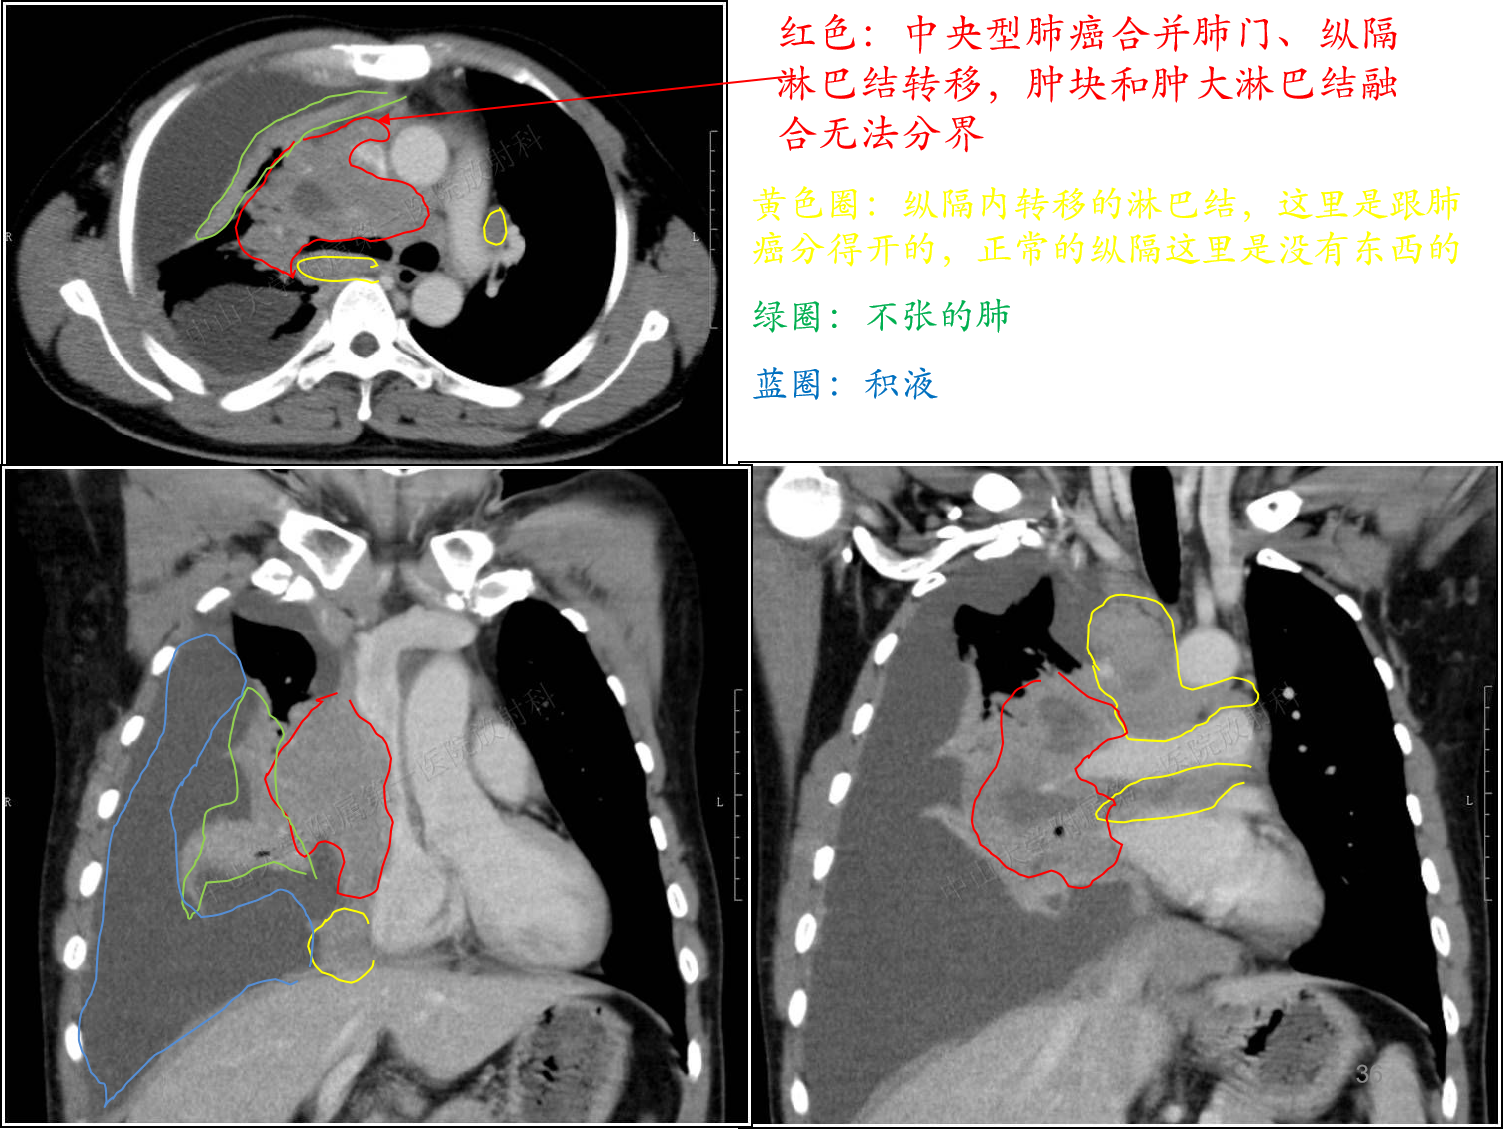 红色：中央型肺癌合并肺门、纵隔
淋巴结转移，肿块和肿大淋巴结融
合无法分界
黄色圈：纵隔内转移的淋巴结，这里是跟肺
癌分得开的，正常的纵隔这里是没有东西的
绿圈：不张的肺
蓝圈：积液
R
L
R
L
L
36